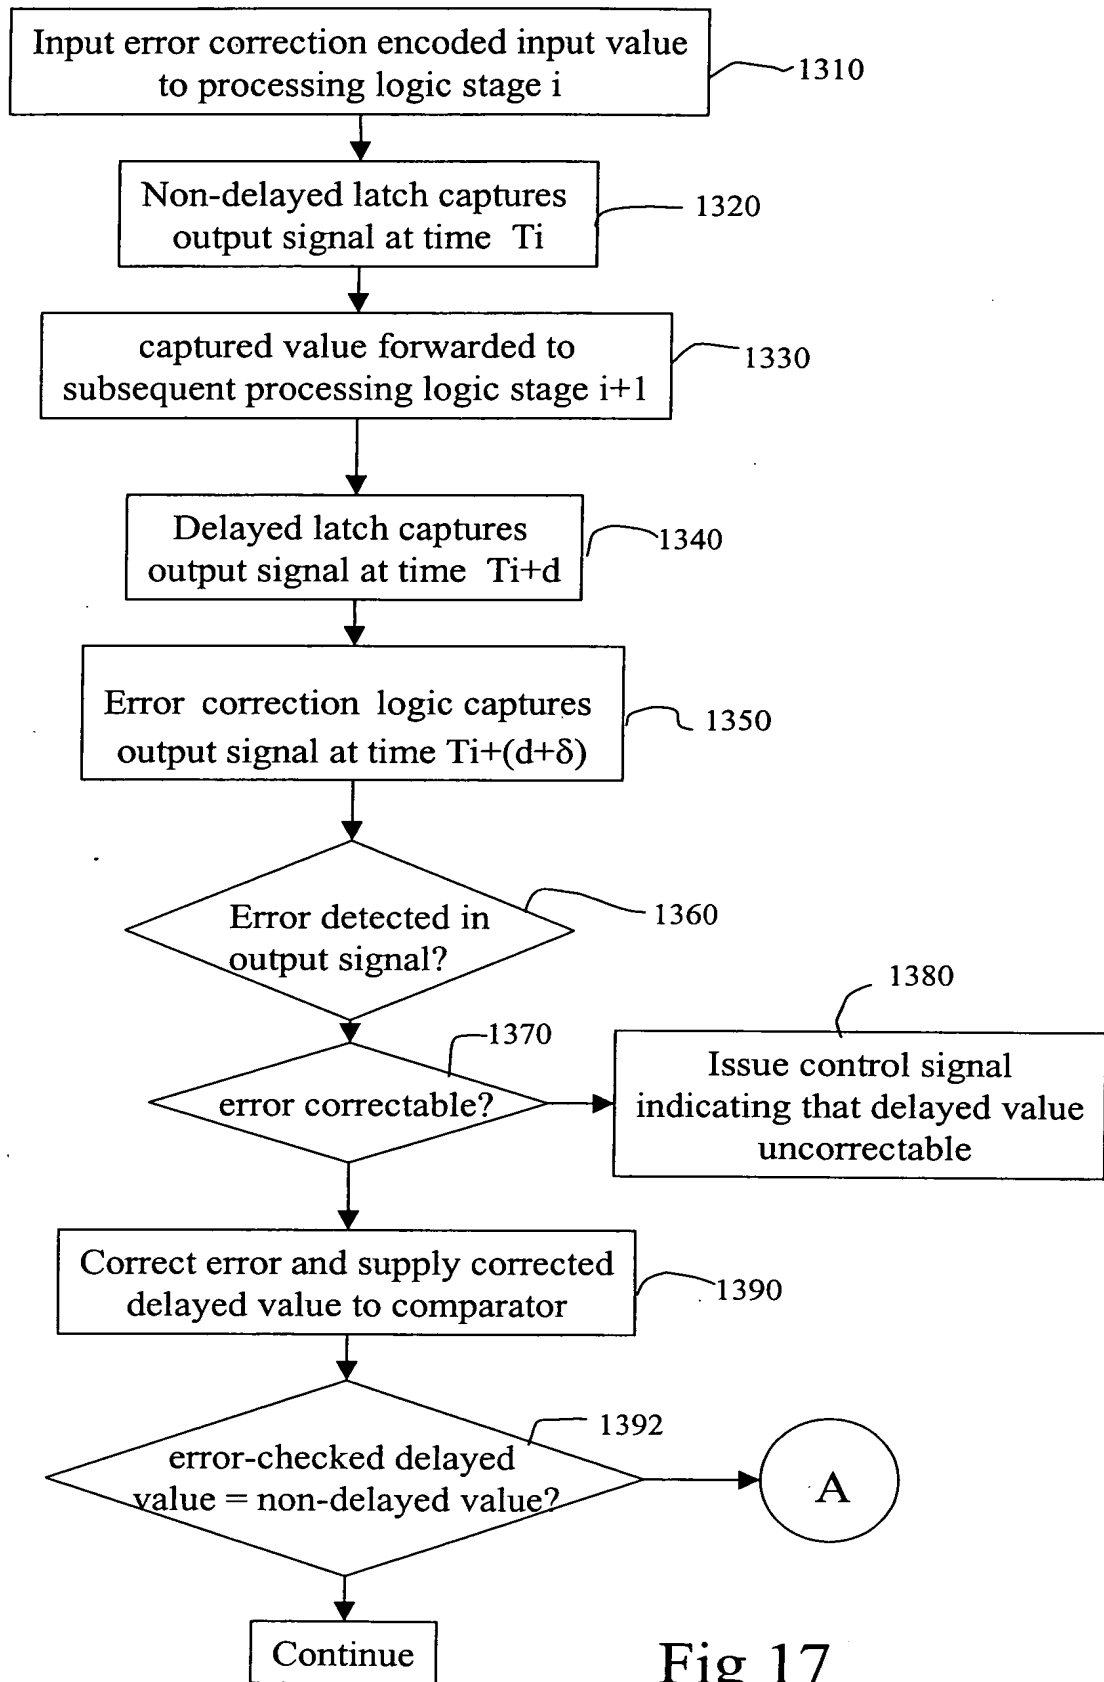 Input error correction encoded input value
to processing logic stage i
1310
Non-delayed latch captures
output signal at time Ti
1320
captured value forwarded to
subsequent processing logic stage i+1
1330
Delayed latch captures
output signal at time Ti+d
1340
Error correction logic captures
output signal at time Ti+(d+δ)
1350
Error detected in
output signal?
1360
1380
1370
error correctable?
Issue control signal
indicating that delayed value
uncorrectable
Correct error and supply corrected
delayed value to comparator
1390
1392
error-checked delayed
value = non-delayed value?
A
Continue
Fig 17